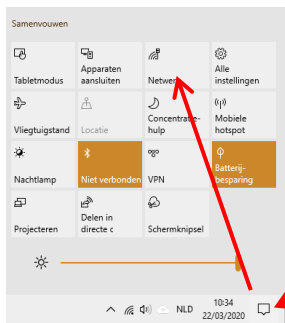 Samenvouwen
Tabletmodus
Apparaten
aansluiten
Netwerk
Alle
instellingen
Vliegtuigstand
Locatie
Concentratie-
hulp
Mobiele
hotspot
Nachtlamp
Niet verbonden
VPN
Batterij-
besparing
Projecteren
Delen in
directe c
Schermknipsel
NLD
10:34
22/03/2020